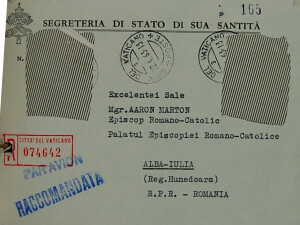 165
SEGRETERIA DI STATO DI SUA SANTITÀ
N.
Excelentei Sale
Mgr. AARON MARTON
Episcop Romano-Catolic
Palatul Episcopiei Romano-Catolice
ALBA-IULIA
(Reg. Hunedoara)
R.P.R. - ROMANIA
R
CITTA' DEL VATICANO
074642
PAR AVION
RACCOMANDATA